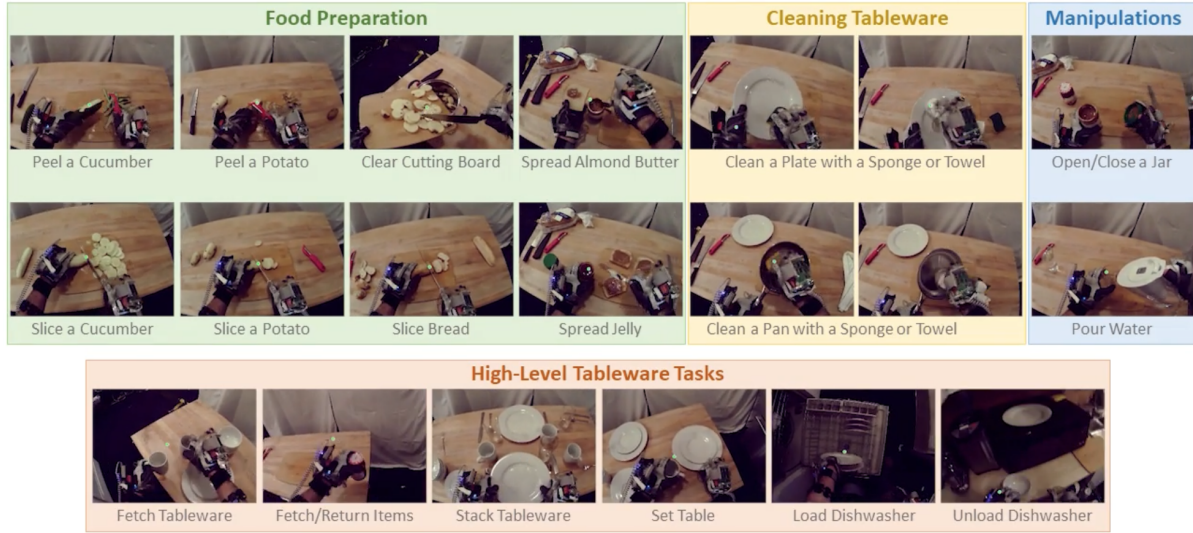 Food Preparation
Cleaning Tableware
Manipulations
Peel a Cucumber
Peel a Potato
Clear Cutting Board
Spread Almond Butter
Clean a Plate with a Sponge or Towel
Open/Close a Jar
Slice a Cucumber
Slice a Potato
Slice Bread
Spread Jelly
Clean a Pan with a Sponge or Towel
Pour Water
High-Level Tableware Tasks
Fetch Tableware
Fetch/Return Items
Stack Tableware
Set Table
Load Dishwasher
Unload Dishwasher